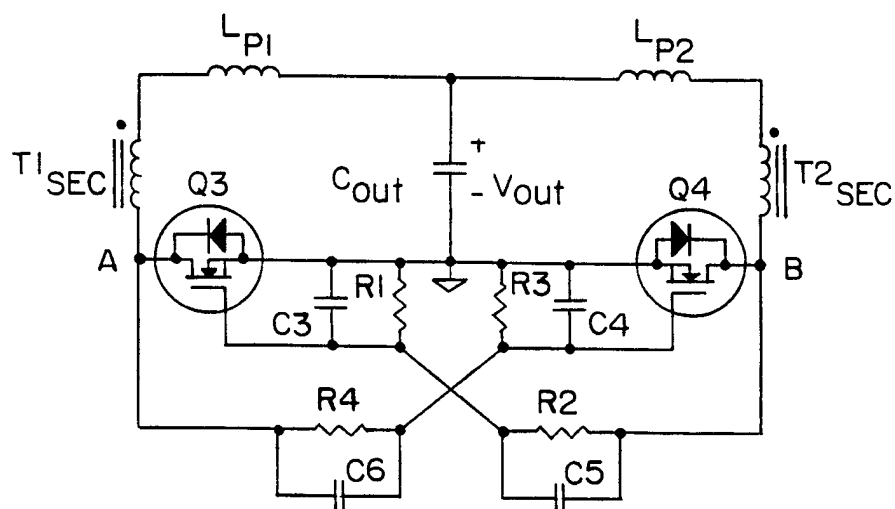 LP1
LP2
T1SEC
Q3
Cout
+
- Vout
Q4
T2SEC
A
B
C3
R1
R3
C4
R4
R2
C6
C5